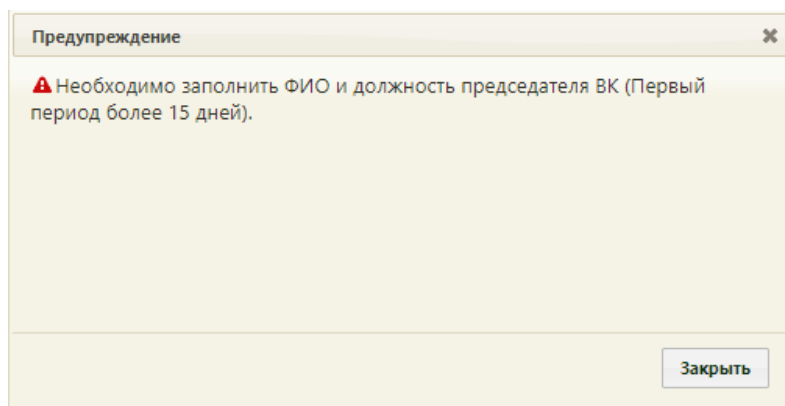 Предупреждение
Необходимо заполнить ФИО и должность председателя ВК (Первый
период более 15 дней).
Закрыть